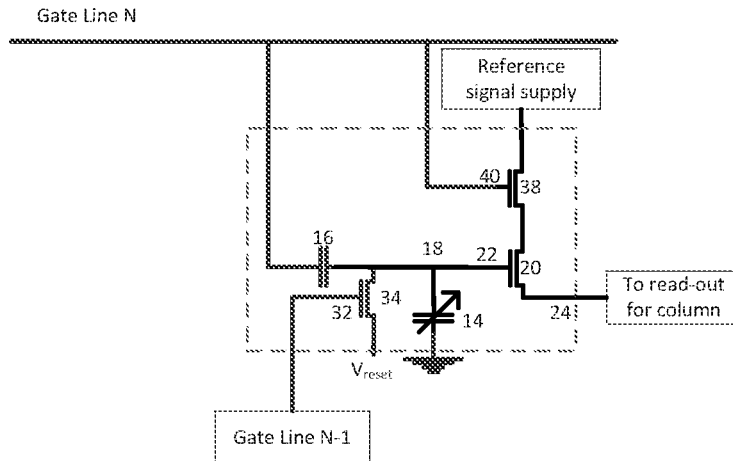 Gate Line N
Reference
signal supply
40
38
16
18
22
20
34
32
14
24
To read-out
for column
Vreset
Gate Line N-1